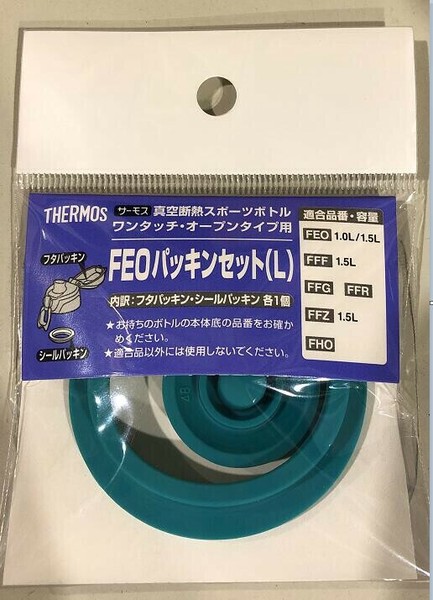 THERMOS サーモス 真空断熱スポーツボトル
ワンタッチ・オープンタイプ用
FEOパッキンセット(L)
内訳：フタパッキン・シールパッキン 各1個
★お持ちのボトルの本体底の品番をお確か
めください。
★適合品以外には使用しないでください。
フタパッキン
シールパッキン
適合品番・容量
FEO 1.0L/1.5L
FFF 1.5L
FFG FFR
FFZ 1.5L
FHO